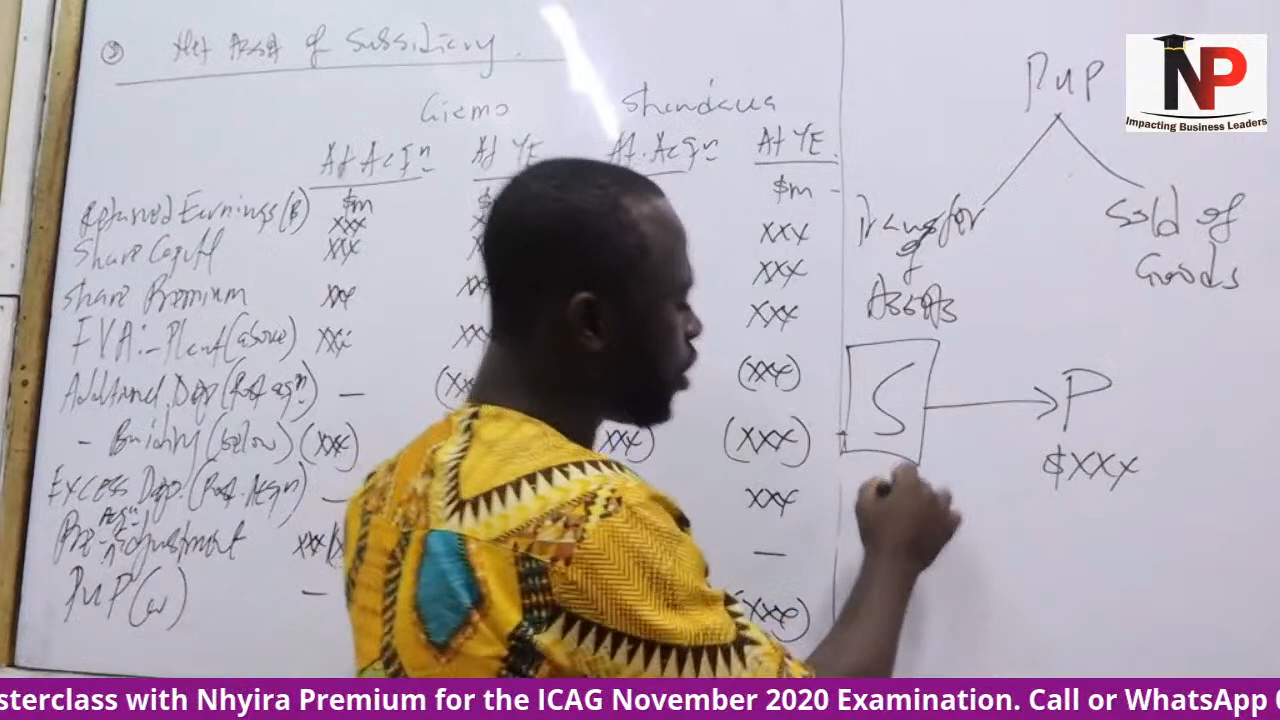 Net Asset of Subsidiary.
Gizmo
At Acqn At YE At Acqn At YE
$m $m
Retained Earnings (B) xxx xxx
Share Capital xxx xxx
Share Premium xxx xxx
FVA:- Plant (above) xxx xxx (xxx)
Additional Dep (Post acqn) — (xxx)
- Building (below) (xxx) xxx) (xxx)
Excess Dep. (Post Acqn) — xxx
Pre-Acqn Adjustment —
PUP (w) — (xxx)
PUP
Transfer of Assets
Sold of Goods
S → P
$xxx
NP
Impacting Business Leaders
sterclass with Nhyira Premium for the ICAG November 2020 Examination. Call or WhatsApp